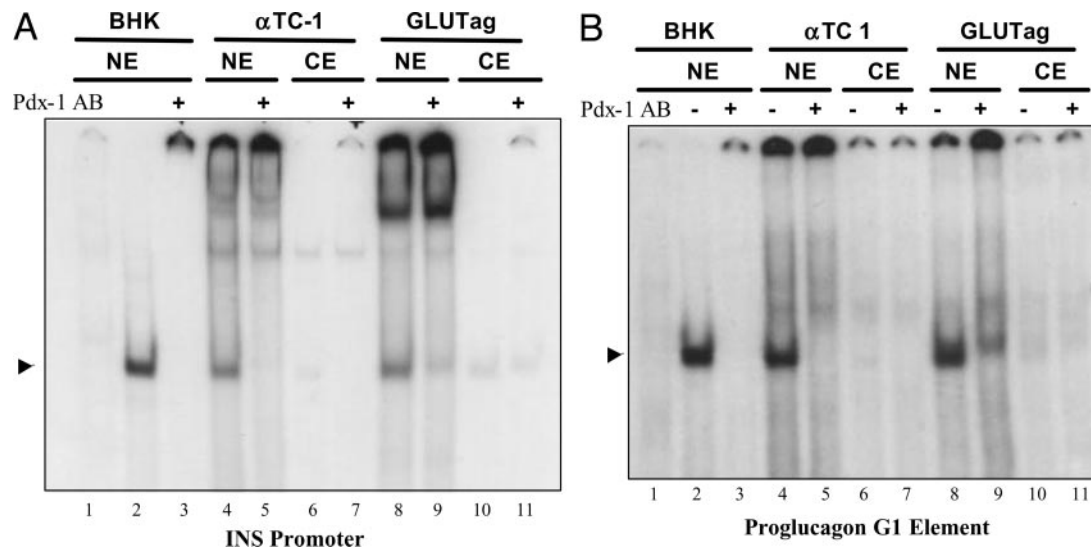 A
BHK αTC-1 GLUTag
NE NE CE NE CE
Pdx-1 AB + + + + +
1 2 3 4 5 6 7 8 9 10 11
INS Promoter
B
BHK αTC 1 GLUTag
NE NE CE NE CE
Pdx-1 AB - + - + - + - + - +
1 2 3 4 5 6 7 8 9 10 11
Proglucagon G1 Element